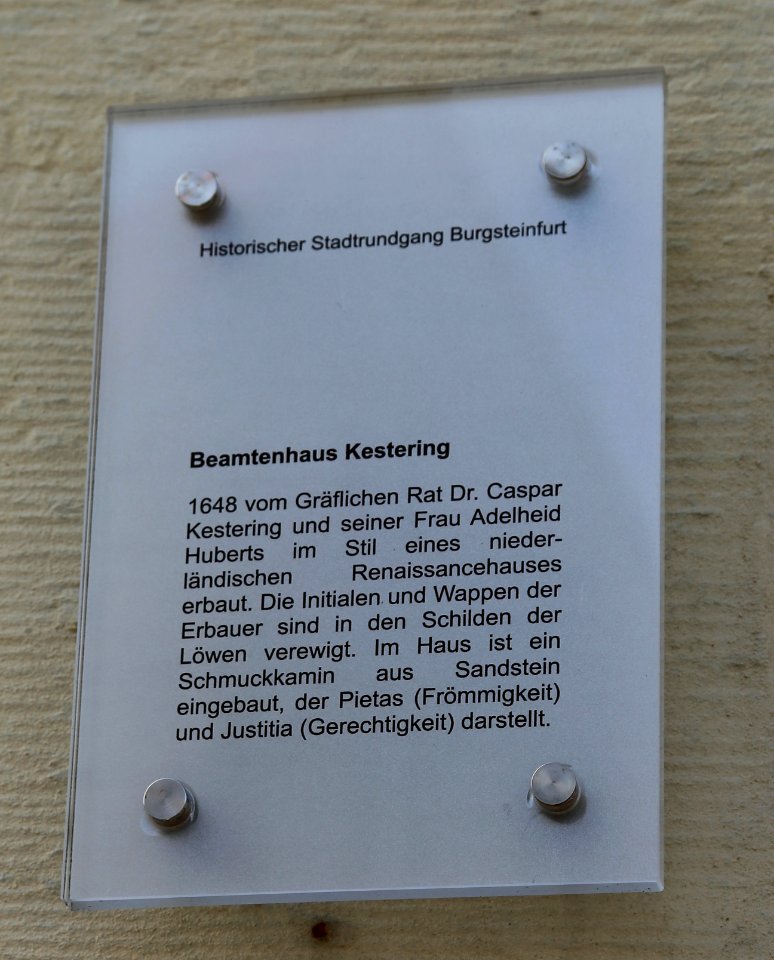 Historischer Stadtrundgang Burgsteinfurt
Beamtenhaus Kestering
1648 vom Gräflichen Rat Dr. Caspar
Kestering und seiner Frau Adelheid
Huberts im Stil eines nieder-
ländischen Renaissancehauses
erbaut. Die Initialen und Wappen der
Erbauer sind in den Schilden der
Löwen verewigt. Im Haus ist ein
Schmuckkamin aus Sandstein
eingebaut, der Pietas (Frömmigkeit)
und Justitia (Gerechtigkeit) darstellt.